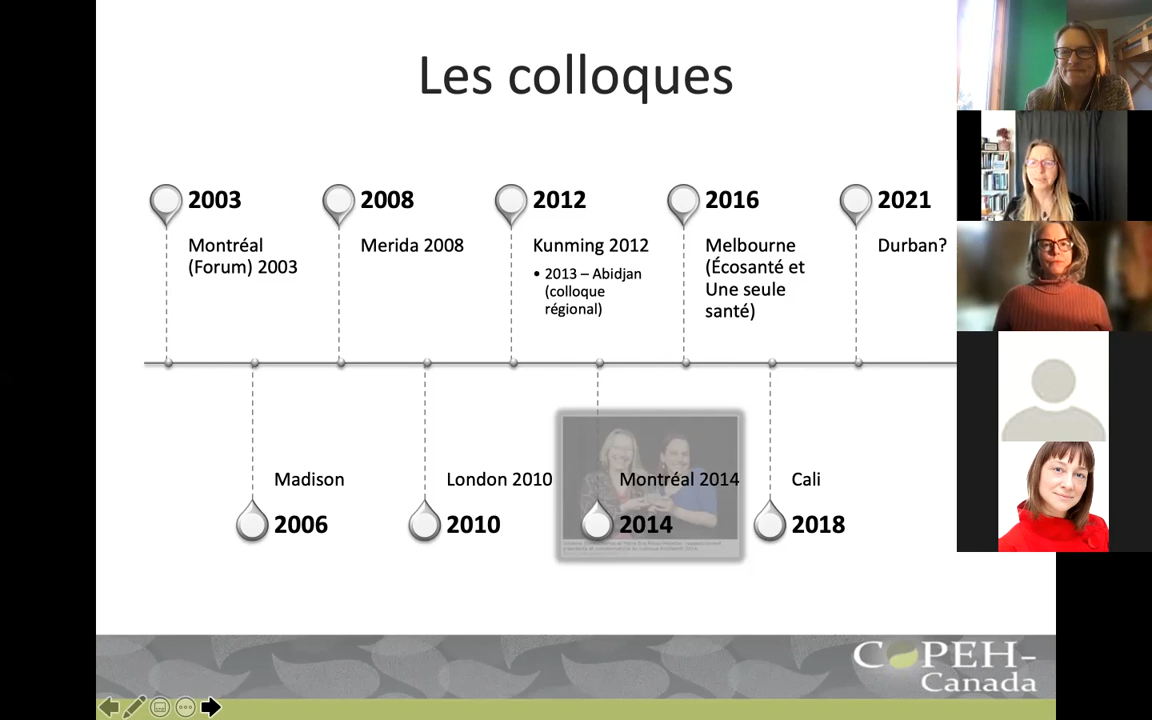 Les colloques
2003
Montréal
(Forum) 2003
2008
Merida 2008
2012
Kunming 2012
• 2013 – Abidjan
(colloque
régional)
2016
Melbourne
(Écosanté et
Une seule
santé)
2021
Durban?
Madison
2006
London 2010
2010
Montréal 2014
2014
Cali
2018
COPEH-
Canada